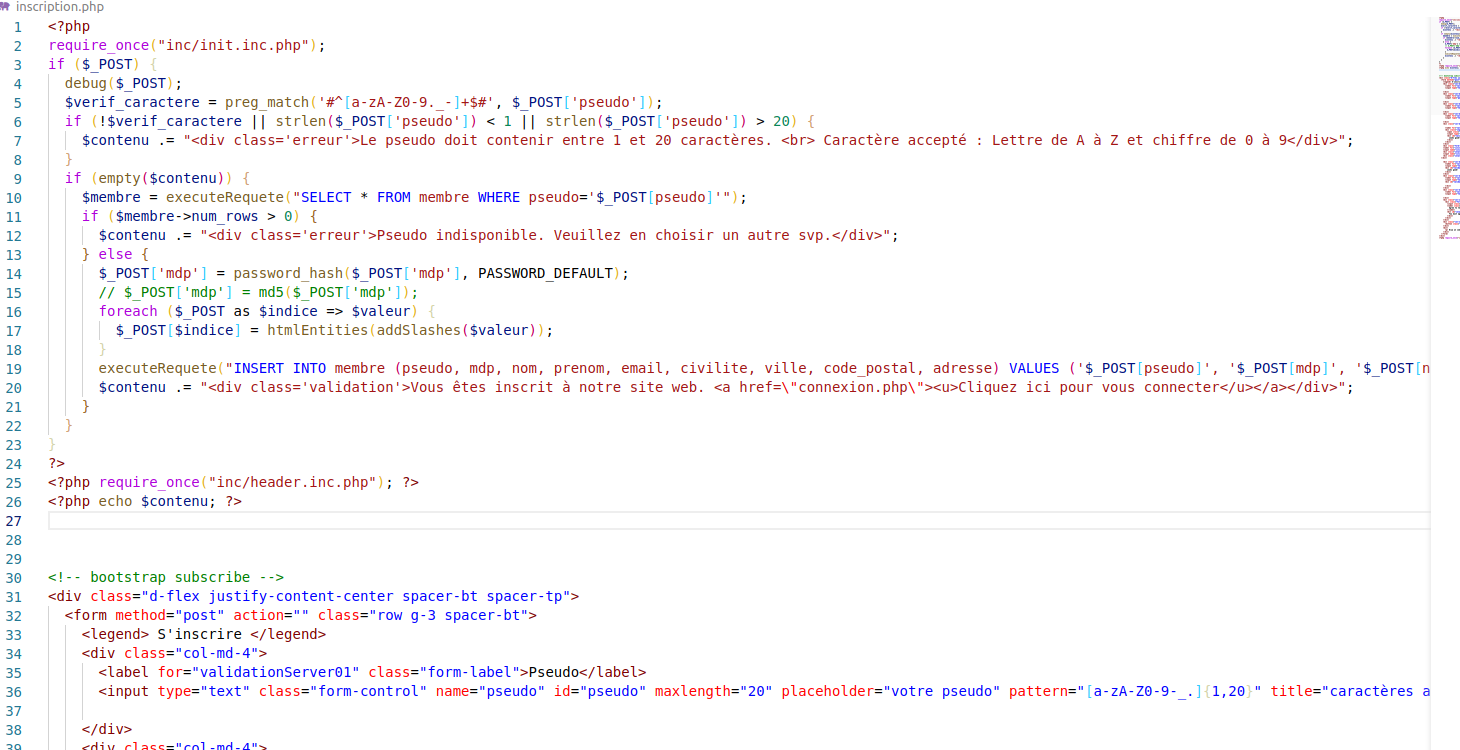 inscription.php
1 <?php
2 require_once("inc/init.inc.php");
3 if ($_POST) {
4 debug($_POST);
5 $verif_caractere = preg_match('#^[a-zA-Z0-9._-]+$#', $_POST['pseudo']);
6 if (!$verif_caractere || strlen($_POST['pseudo']) < 1 || strlen($_POST['pseudo']) > 20) {
7 $contenu .= "<div class='erreur'>Le pseudo doit contenir entre 1 et 20 caractères. <br> Caractère accepté : Lettre de A à Z et chiffre de 0 à 9</div>";
8 }
9 if (empty($contenu)) {
10 $membre = executeRequete("SELECT * FROM membre WHERE pseudo='$_POST[pseudo]'");
11 if ($membre->num_rows > 0) {
12 $contenu .= "<div class='erreur'>Pseudo indisponible. Veuillez en choisir un autre svp.</div>";
13 } else {
14 $_POST['mdp'] = password_hash($_POST['mdp'], PASSWORD_DEFAULT);
15 // $_POST['mdp'] = md5($_POST['mdp']);
16 foreach ($_POST as $indice => $valeur) {
17 $_POST[$indice] = htmlEntities(addSlashes($valeur));
18 }
19 executeRequete("INSERT INTO membre (pseudo, mdp, nom, prenom, email, civilite, ville, code_postal, adresse) VALUES ('$_POST[pseudo]', '$_POST[mdp]', '$_POST[n
20 $contenu .= "<div class='validation'>Vous êtes inscrit à notre site web. <a href=\"connexion.php\"><u>Cliquez ici pour vous connecter</u></a></div>";
21 }
22 }
23 }
24 ?>
25 <?php require_once("inc/header.inc.php"); ?>
26 <?php echo $contenu; ?>
27
28
29
30 <!-- bootstrap subscribe -->
31 <div class="d-flex justify-content-center spacer-bt spacer-tp">
32 <form method="post" action="" class="row g-3 spacer-bt">
33 <legend> S'inscrire </legend>
34 <div class="col-md-4">
35 <label for="validationServer01" class="form-label">Pseudo</label>
36 <input type="text" class="form-control" name="pseudo" id="pseudo" maxlength="20" placeholder="votre pseudo" pattern="[a-zA-Z0-9-_.]{1,20}" title="caractères a
37
38 </div>
39 <div class="col-md-4">